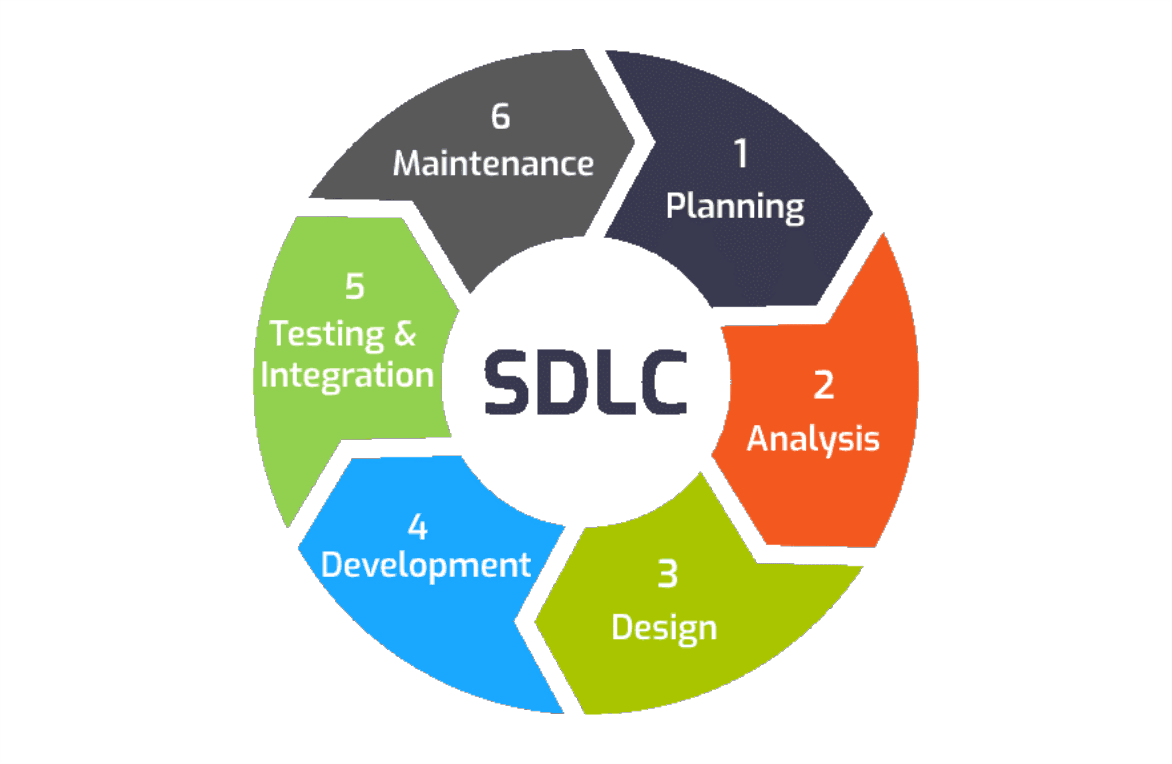 1
Planning
2
Analysis
3
Design
4
Development
5
Testing &
Integration
6
Maintenance
SDLC